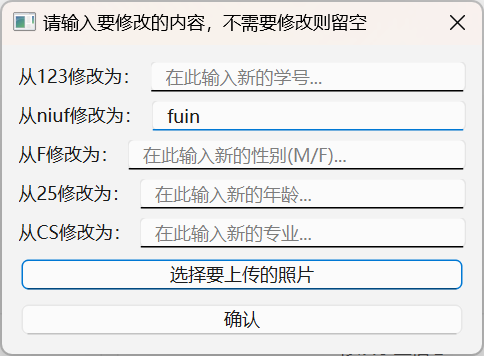 请输入要修改的内容，不需要修改则留空
从123修改为： 在此输入新的学号...
从niuf修改为： fuin
从F修改为： 在此输入新的性别(M/F)...
从25修改为： 在此输入新的年龄...
从CS修改为： 在此输入新的专业...
选择要上传的照片
确认